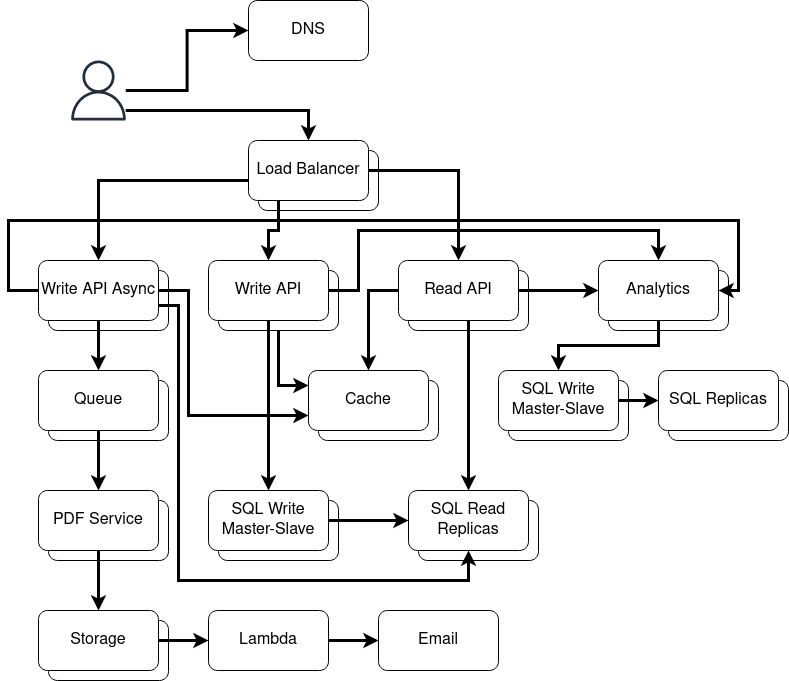 DNS
Load Balancer
Write API Async
Write API
Read API
Analytics
Queue
Cache
SQL Write
Master-Slave
SQL Replicas
PDF Service
SQL Write
Master-Slave
SQL Read
Replicas
Storage
Lambda
Email